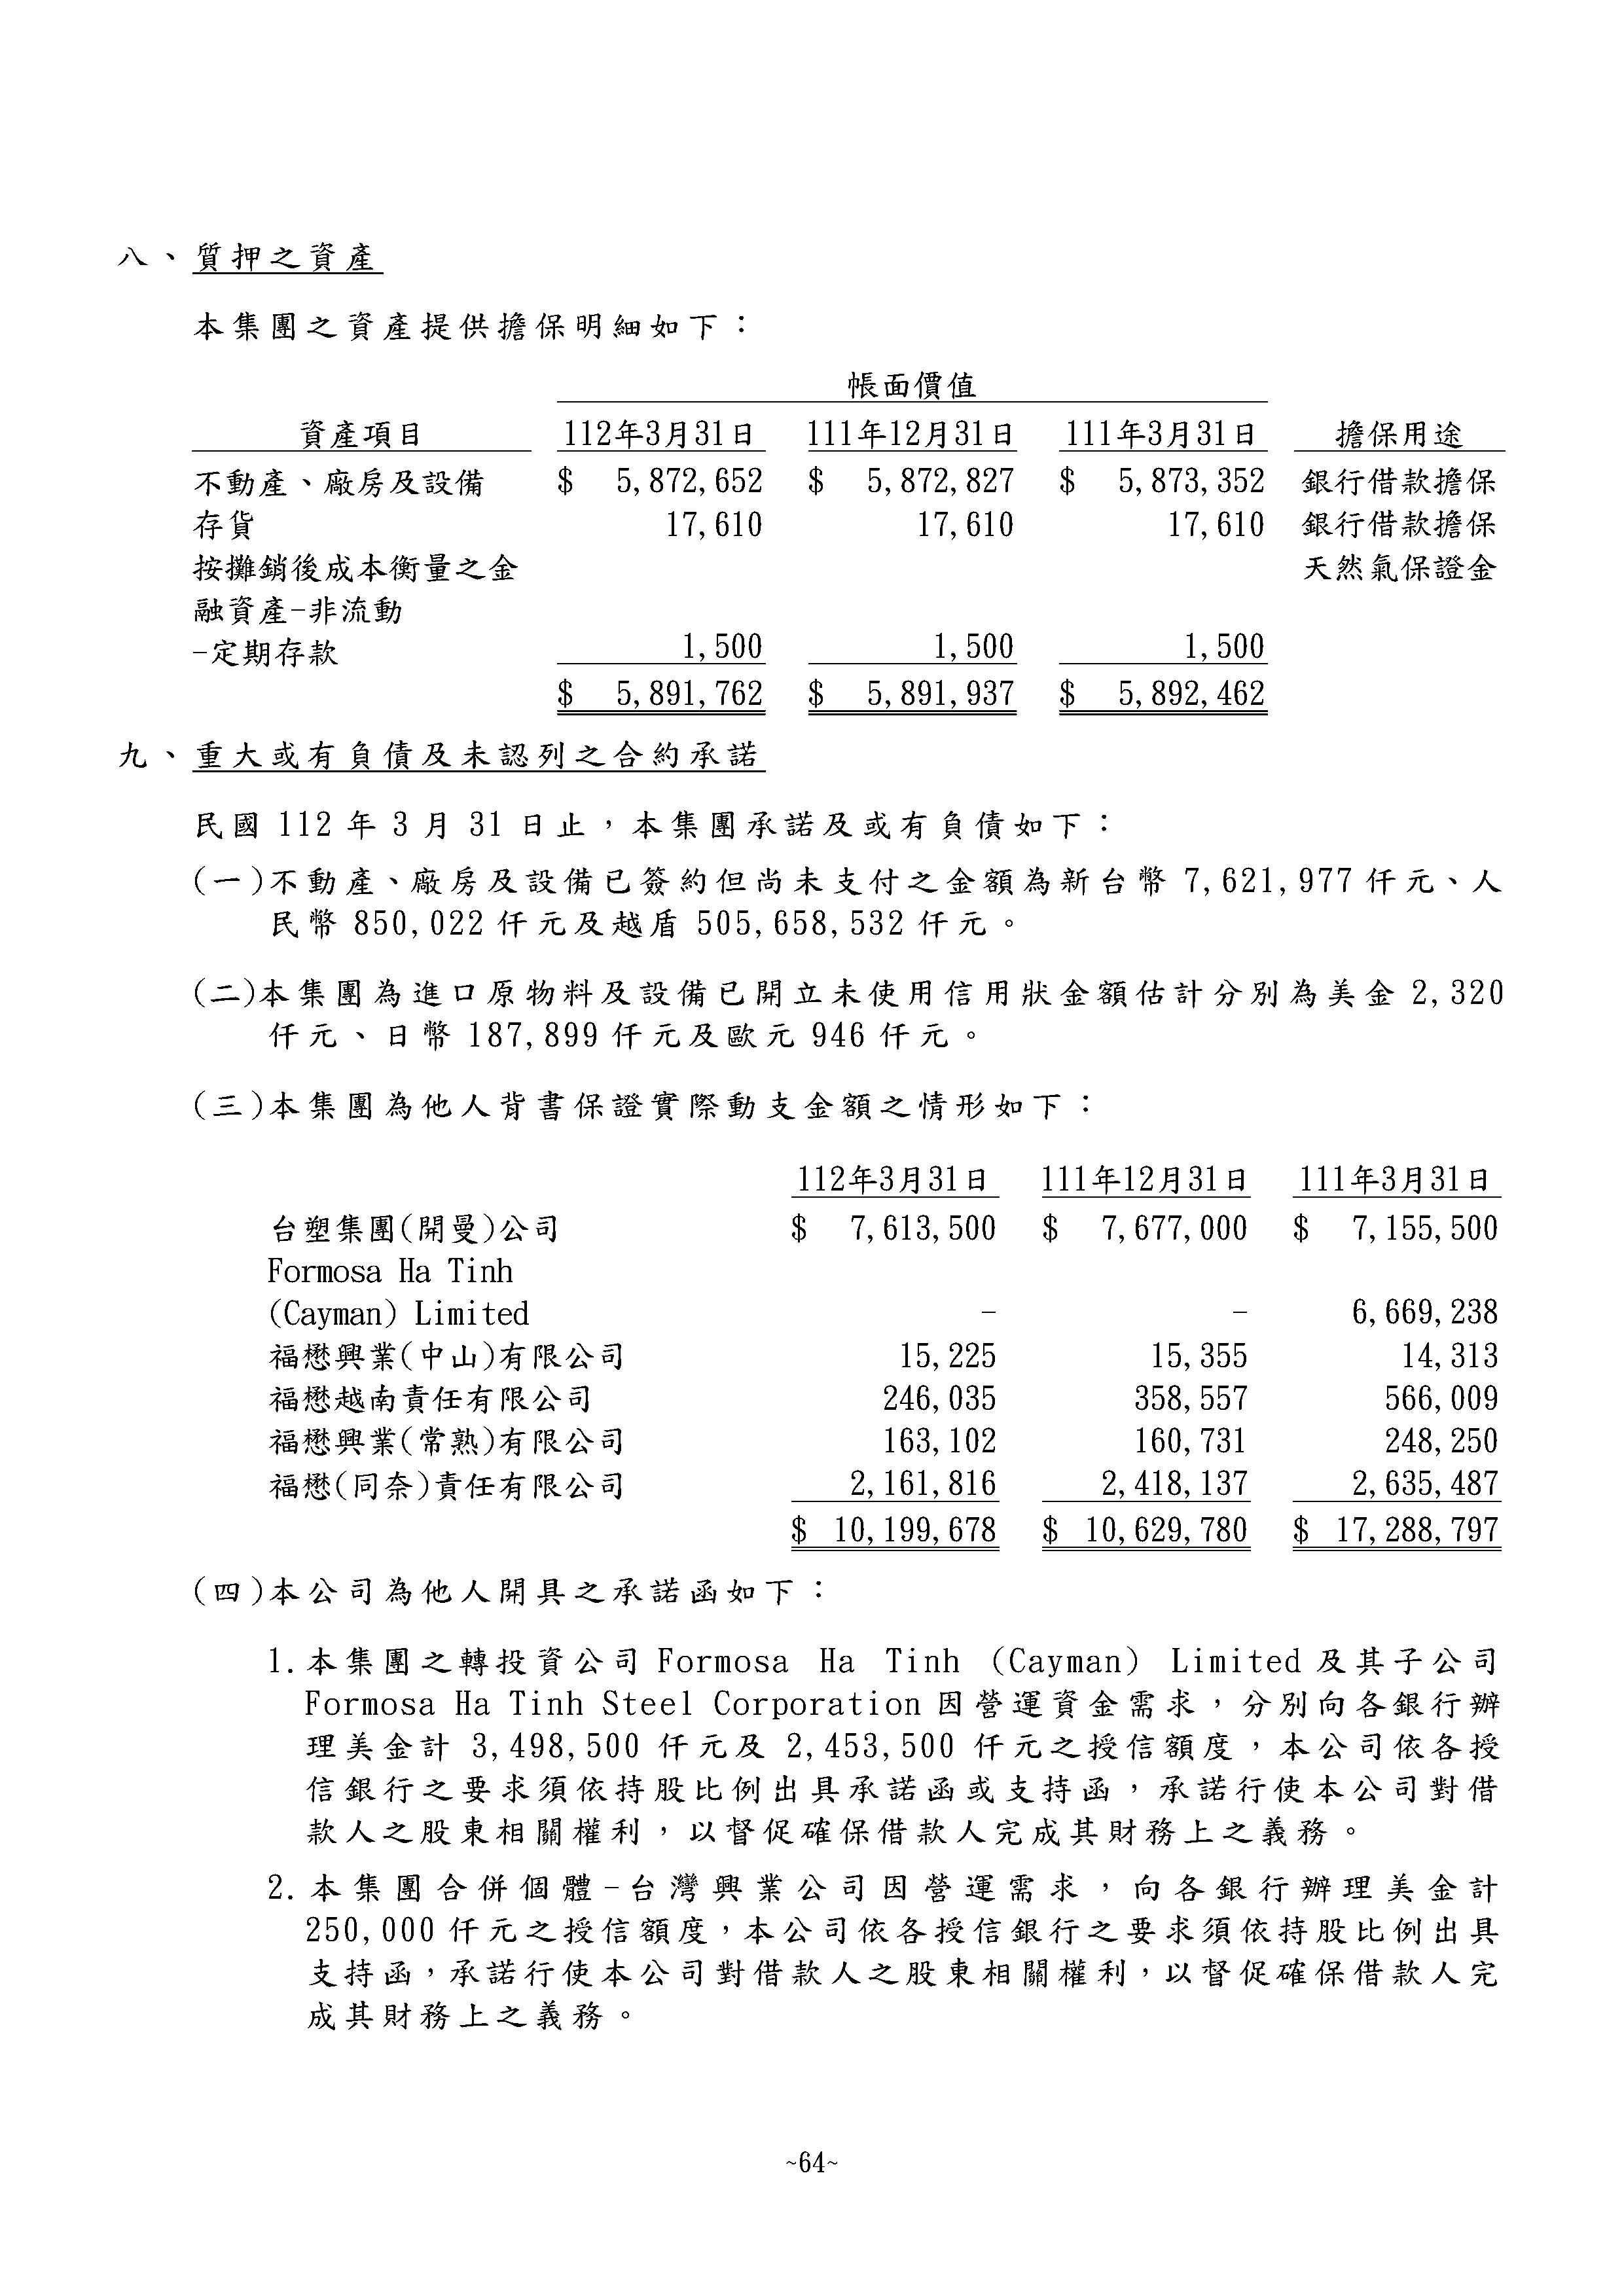 八、質押之資產
本集團之資產提供擔保明細如下：
帳面價值
資產項目 112年3月31日 111年12月31日 111年3月31日 擔保用途
不動產、廠房及設備 $ 5,872,652 $ 5,872,827 $ 5,873,352 銀行借款擔保
存貨 17,610 17,610 17,610 銀行借款擔保
按攤銷後成本衡量之金 天然氣保證金
融資產-非流動
-定期存款 1,500 1,500 1,500
$ 5,891,762 $ 5,891,937 $ 5,892,462
九、重大或有負債及未認列之合約承諾
民國 112 年 3 月 31 日止，本集團承諾及或有負債如下：
(一)不動產、廠房及設備已簽約但尚未支付之金額為新台幣 7,621,977 仟元、人
民幣 850,022 仟元及越盾 505,658,532 仟元。
(二)本集團為進口原物料及設備已開立未使用信用狀金額估計分別為美金 2,320
仟元、日幣 187,899 仟元及歐元 946 仟元。
(三)本集團為他人背書保證實際動支金額之情形如下：
112年3月31日 111年12月31日 111年3月31日
台塑集團(開曼)公司 $ 7,613,500 $ 7,677,000 $ 7,155,500
Formosa Ha Tinh
(Cayman) Limited - - 6,669,238
福懋興業(中山)有限公司 15,225 15,355 14,313
福懋越南責任有限公司 246,035 358,557 566,009
福懋興業(常熟)有限公司 163,102 160,731 248,250
福懋(同奈)責任有限公司 2,161,816 2,418,137 2,635,487
$ 10,199,678 $ 10,629,780 $ 17,288,797
(四)本公司為他人開具之承諾函如下：
1.本集團之轉投資公司 Formosa Ha Tinh (Cayman) Limited 及其子公司
Formosa Ha Tinh Steel Corporation 因營運資金需求，分別向各銀行辦
理美金計 3,498,500 仟元及 2,453,500 仟元之授信額度，本公司依各授
信銀行之要求須依持股比例出具承諾函或支持函，承諾行使本公司對借
款人之股東相關權利，以督促確保借款人完成其財務上之義務。
2.本集團合併個體-台灣興業公司因營運需求，向各銀行辦理美金計
250,000 仟元之授信額度，本公司依各授信銀行之要求須依持股比例出具
支持函，承諾行使本公司對借款人之股東相關權利，以督促確保借款人完
成其財務上之義務。
~64~